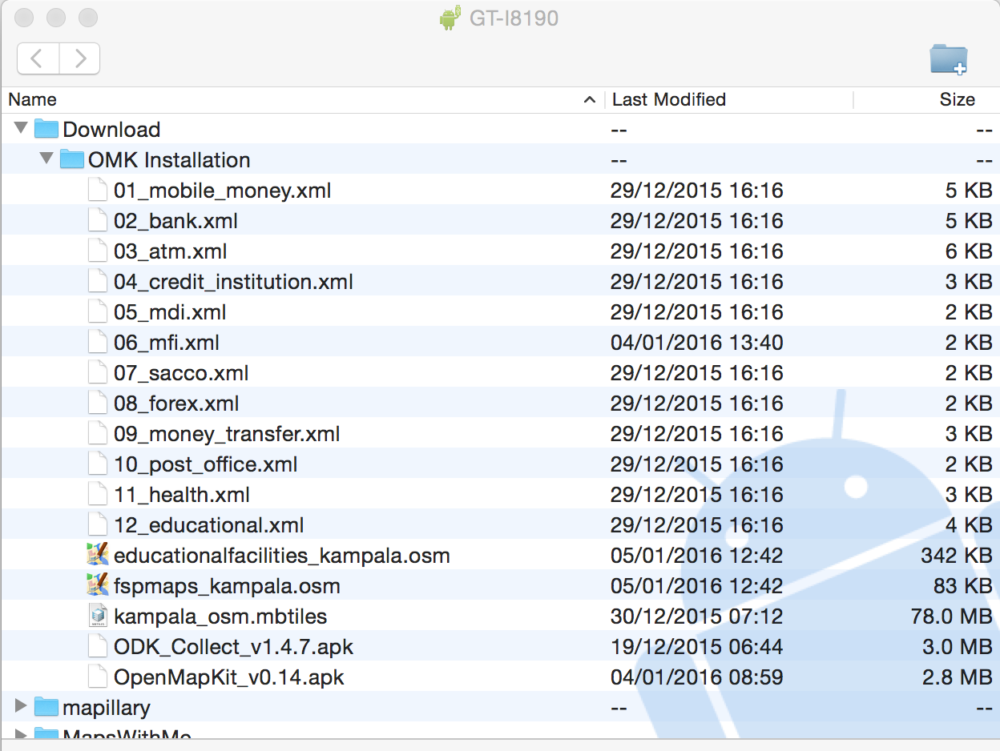 GT-I8190
Name Last Modified Size
Download -- --
OMK Installation -- --
01_mobile_money.xml 29/12/2015 16:16 5 KB
02_bank.xml 29/12/2015 16:16 5 KB
03_atm.xml 29/12/2015 16:16 6 KB
04_credit_institution.xml 29/12/2015 16:16 3 KB
05_mdi.xml 29/12/2015 16:16 2 KB
06_mfi.xml 04/01/2016 13:40 2 KB
07_sacco.xml 29/12/2015 16:16 2 KB
08_forex.xml 29/12/2015 16:16 2 KB
09_money_transfer.xml 29/12/2015 16:16 3 KB
10_post_office.xml 29/12/2015 16:16 2 KB
11_health.xml 29/12/2015 16:16 3 KB
12_educational.xml 29/12/2015 16:16 4 KB
educationalfacilities_kampala.osm 05/01/2016 12:42 342 KB
fspmaps_kampala.osm 05/01/2016 12:42 83 KB
kampala_osm.mbtiles 30/12/2015 07:12 78.0 MB
ODK_Collect_v1.4.7.apk 19/12/2015 06:44 3.0 MB
OpenMapKit_v0.14.apk 04/01/2016 08:59 2.8 MB
mapillary -- --
MapsWithMe